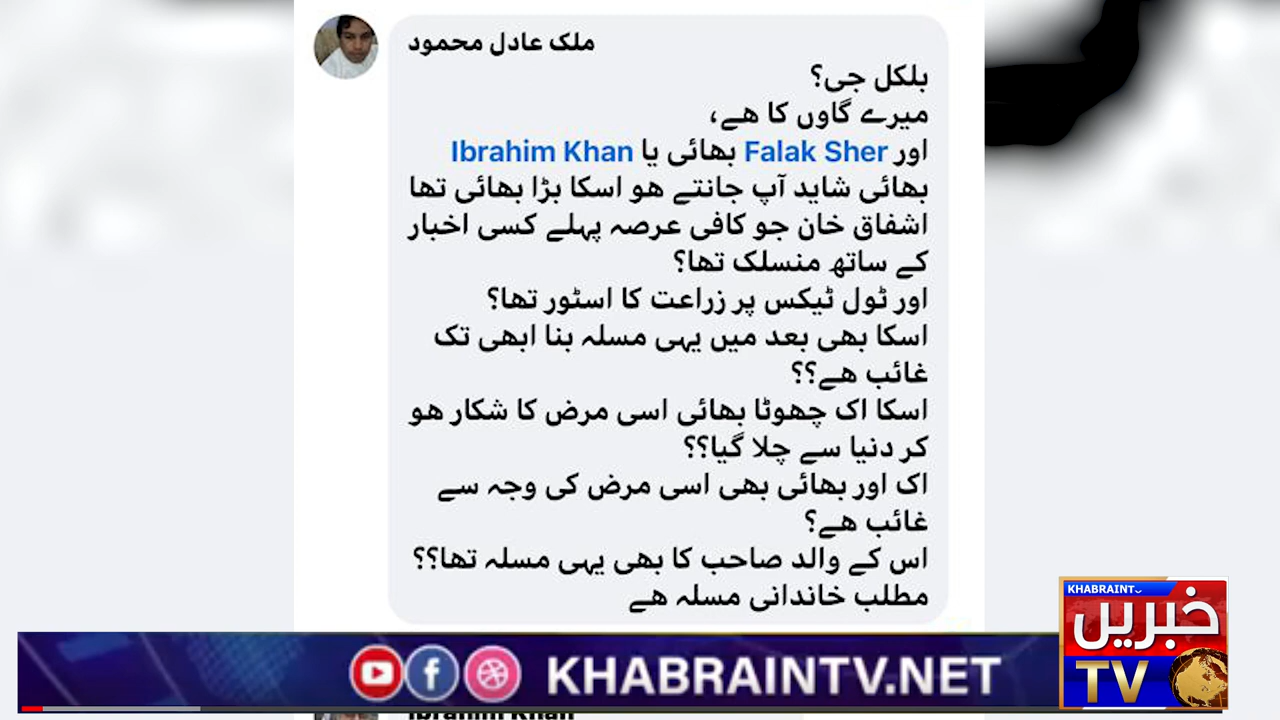 ملک عادل محمود
بلکل جی؟
میرے گاوں کا ھے،
اور Falak Sher بھائی یا Ibrahim Khan
بھائی شاید آپ جانتے ھو اسکا بڑا بھائی تھا
اشفاق خان جو کافی عرصہ پہلے کسی اخبار
کے ساتھ منسلک تھا؟
اور ٹول ٹیکس پر زراعت کا اسٹور تھا؟
اسکا بھی بعد میں یہی مسلہ بنا ابھی تک
غائب ھے؟؟
اسکا اک چھوٹا بھائی اسی مرض کا شکار ھو
کر دنیا سے چلا گیا؟؟
اک اور بھائی بھی اسی مرض کی وجہ سے
غائب ھے؟
اس کے والد صاحب کا بھی یہی مسلہ تھا؟؟
مطلب خاندانی مسلہ ھے
KHABRAINTV
خبریں
TV
KHABRAINTV.NET
Ibrahim Khan